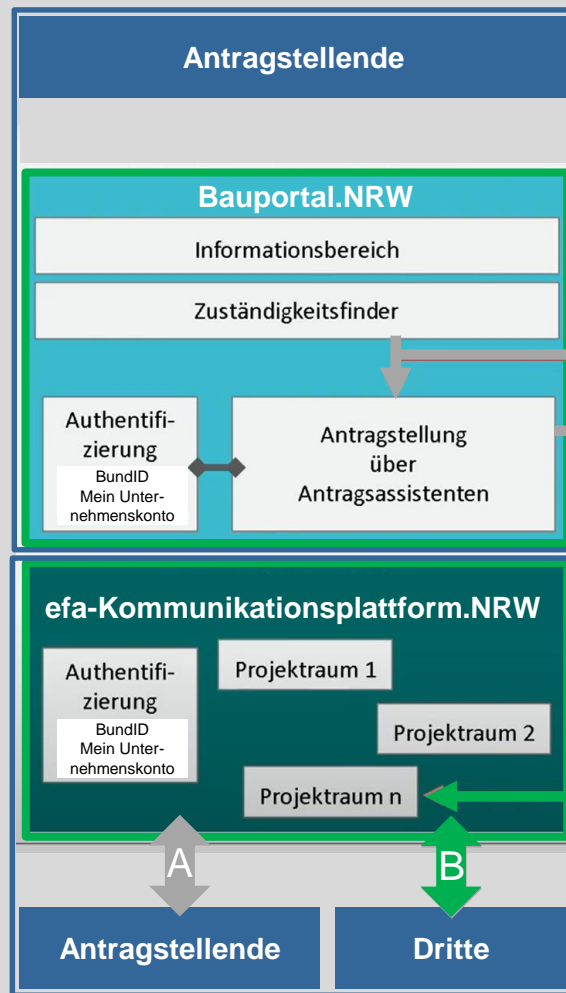 Antragstellende
Bauportal.NRW
Informationsbereich
Zuständigkeitsfinder
Authentifi-
zierung
BundID
Mein Unter-
nehmenskonto
Antragstellung
über
Antragsassistenten
efa-Kommunikationsplattform.NRW
Authentifi-
zierung
BundID
Mein Unter-
nehmenskonto
Projektraum 1
Projektraum 2
Projektraum n
A
B
Antragstellende
Dritte